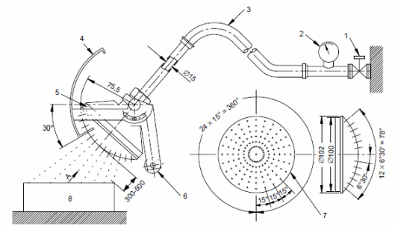 1
2
3
4
5
75.5
Ø15
30°
A
300-500
6
8
24 × 15° = 360°
15°
15°
15°
7
Ø102
Ø100
6°30'
12 × 6°30' = 78°